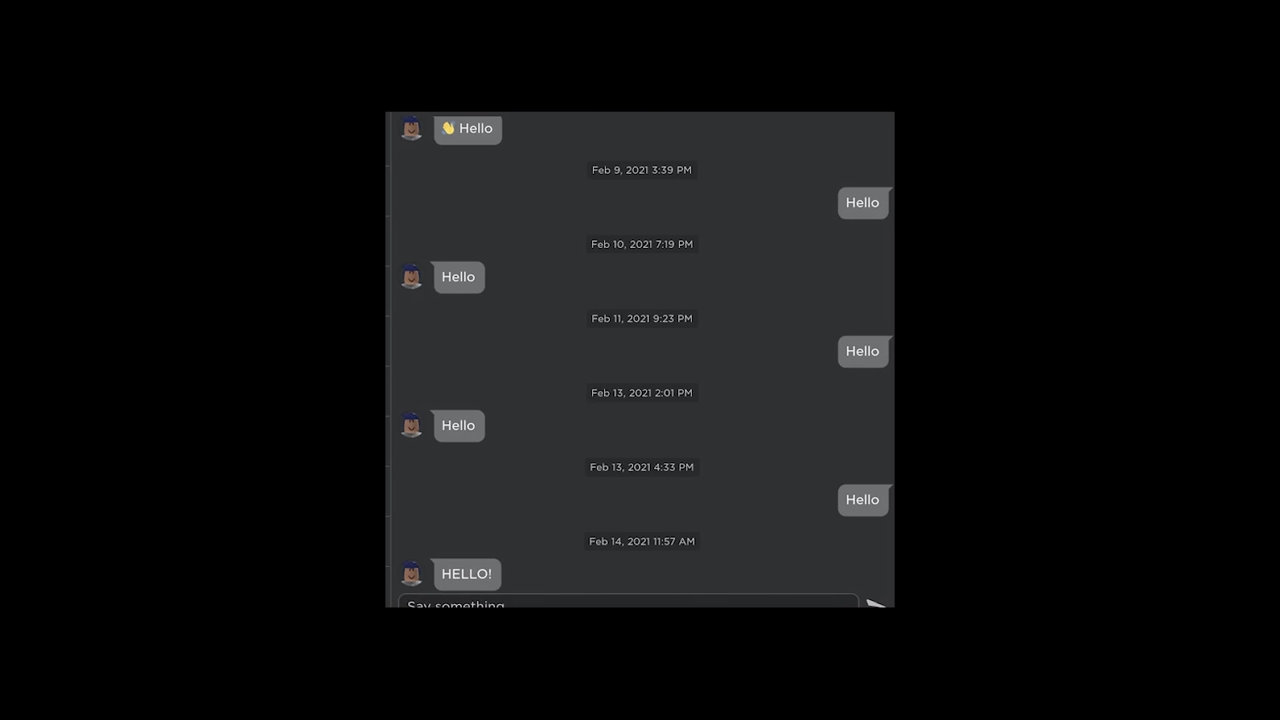 👋 Hello
Feb 9, 2021 3:39 PM
Hello
Feb 10, 2021 7:19 PM
Hello
Feb 11, 2021 9:23 PM
Hello
Feb 13, 2021 2:01 PM
Hello
Feb 13, 2021 4:33 PM
Hello
Feb 14, 2021 11:57 AM
HELLO!
Say something